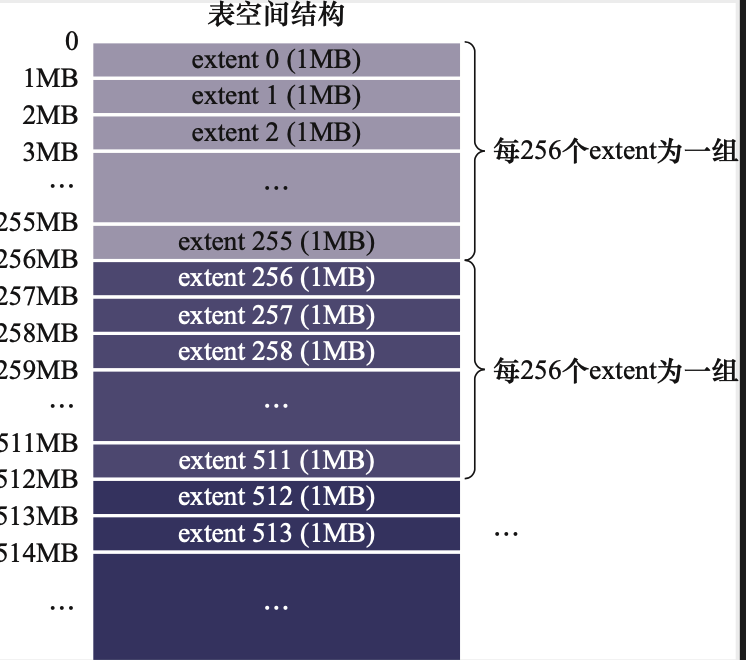 表空间结构
0
extent 0 (1MB)
1MB
extent 1 (1MB)
2MB
extent 2 (1MB)
3MB
每256个extent为一组
...
...
255MB
extent 255 (1MB)
256MB
extent 256 (1MB)
257MB
extent 257 (1MB)
258MB
extent 258 (1MB)
259MB
每256个extent为一组
...
...
511MB
extent 511 (1MB)
512MB
extent 512 (1MB)
513MB
extent 513 (1MB)
...
514MB
...
...